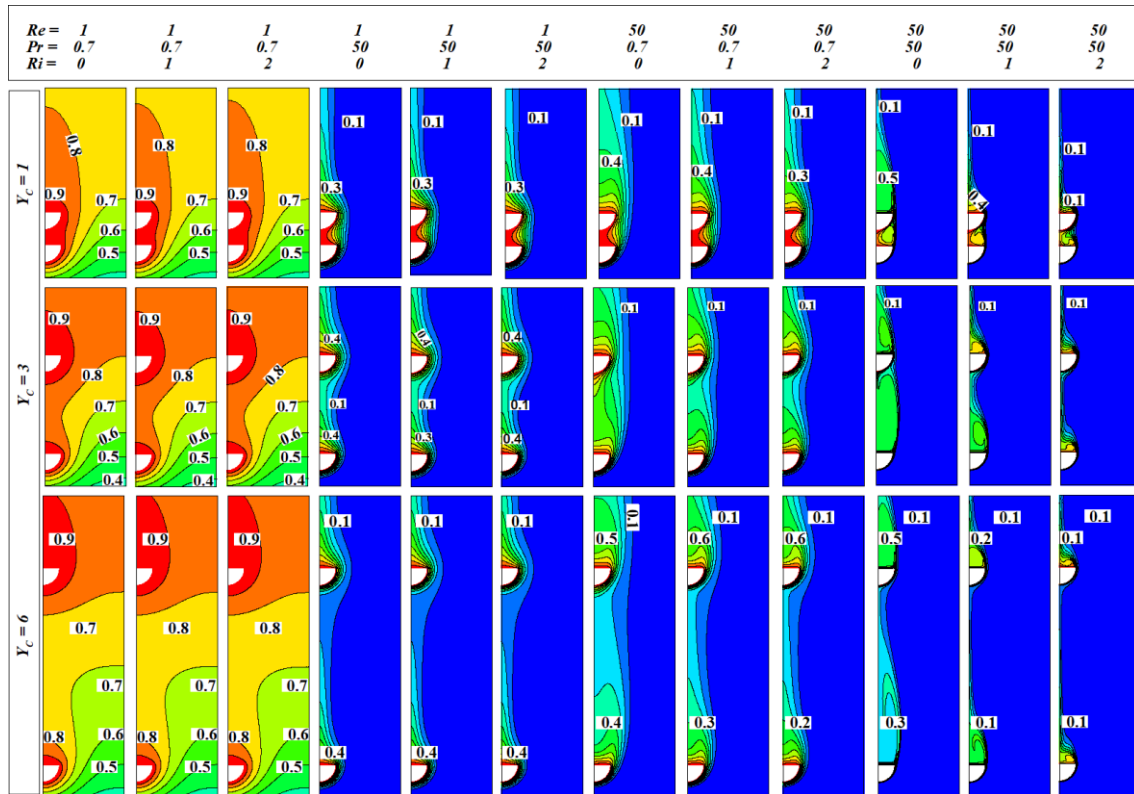 Re = 1 1 1 1 1 1 50 50 50 50 50 50
Pr = 0.7 0.7 0.7 50 50 50 0.7 0.7 0.7 50 50 50
Ri = 0 1 2 0 1 2 0 1 2 0 1 2
Y_C = 1
0.8 0.9 0.7 0.6 0.5
0.8 0.9 0.7 0.6 0.5
0.8 0.9 0.7 0.6 0.5
0.1 0.3
0.1 0.3
0.1 0.3
0.1 0.4
0.1 0.4
0.1 0.3
0.1 0.5
0.1 0.4
0.1 0.1
Y_C = 3
0.9 0.8 0.7 0.6 0.5 0.4
0.9 0.8 0.7 0.6 0.5 0.4
0.9 0.8 0.7 0.6 0.5 0.4
0.4 0.1 0.4
0.4 0.1 0.3
0.4 0.1 0.4
0.1
0.1
0.1
0.1
0.1
0.1
Y_C = 6
0.9 0.7 0.7 0.8 0.6 0.5
0.9 0.8 0.7 0.8 0.6 0.5
0.9 0.8 0.7 0.8 0.6 0.5
0.1 0.4
0.1 0.4
0.1 0.4
0.1 0.5 0.4
0.1 0.6 0.3
0.1 0.6 0.2
0.1 0.5 0.3
0.1 0.2 0.1
0.1 0.1 0.1